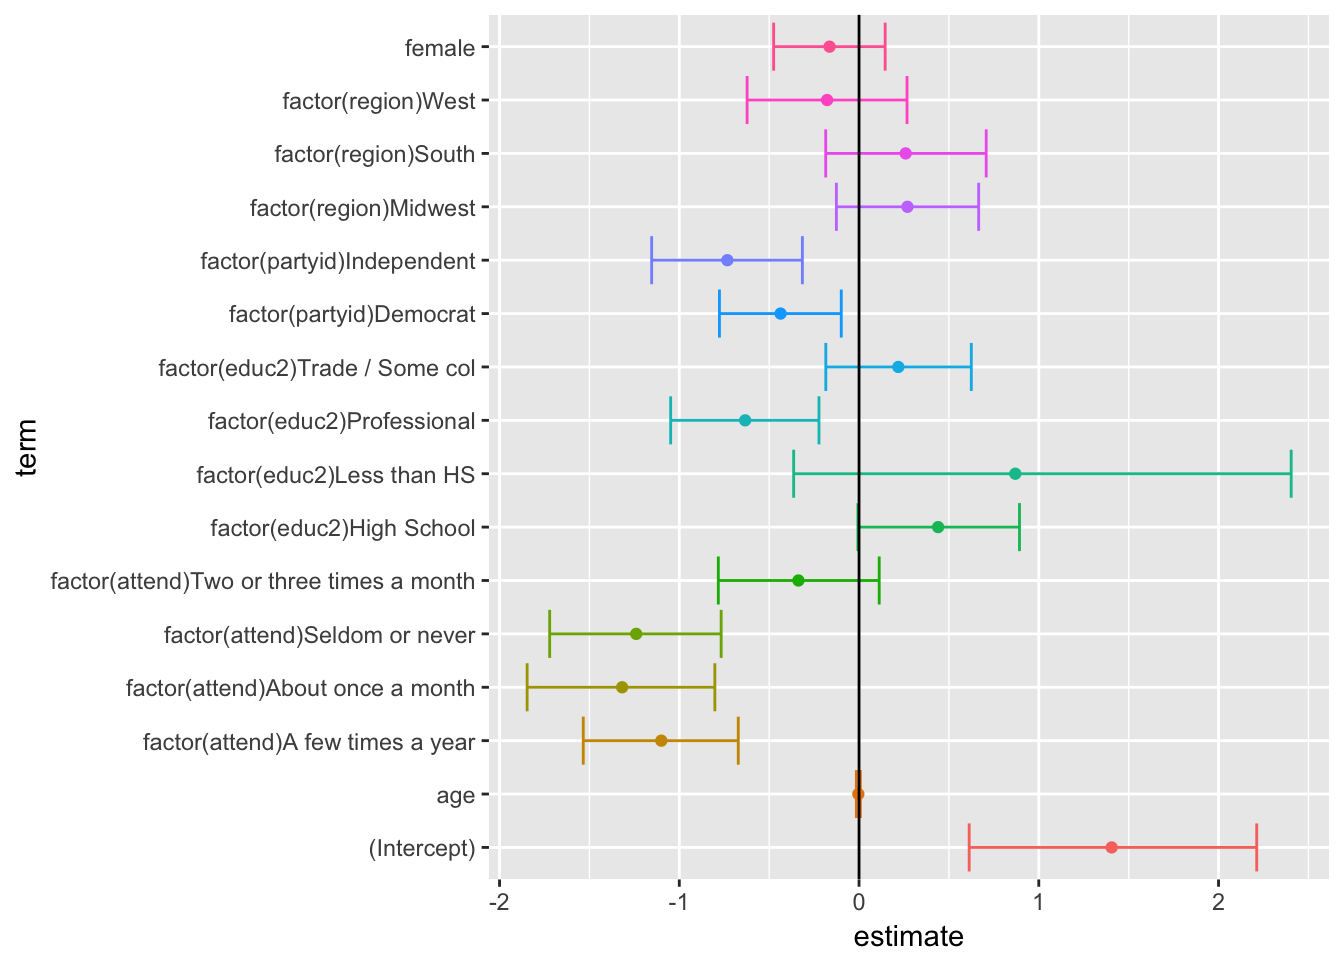 female
factor(region)West
factor(region)South
factor(region)Midwest
factor(partyid)Independent
factor(partyid)Democrat
factor(educ2)Trade / Some col
factor(educ2)Professional
factor(educ2)Less than HS
factor(educ2)High School
factor(attend)Two or three times a month
factor(attend)Seldom or never
factor(attend)About once a month
factor(attend)A few times a year
age
(Intercept)
term
-2 -1 0 1 2
estimate